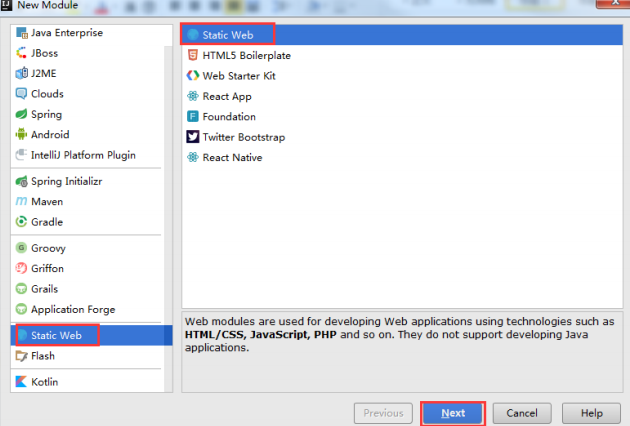 New Module
Java Enterprise
JBoss
J2ME
Clouds
Spring
Android
IntelliJ Platform Plugin
Spring Initializr
Maven
Gradle
Groovy
Griffon
Grails
Application Forge
Static Web
Flash
Kotlin
Static Web
HTML5 Boilerplate
Web Starter Kit
React App
Foundation
Twitter Bootstrap
React Native
Web modules are used for developing Web applications using technologies such as
HTML/CSS, JavaScript, PHP and so on. They do not support developing Java
applications.
Previous Next Cancel Help